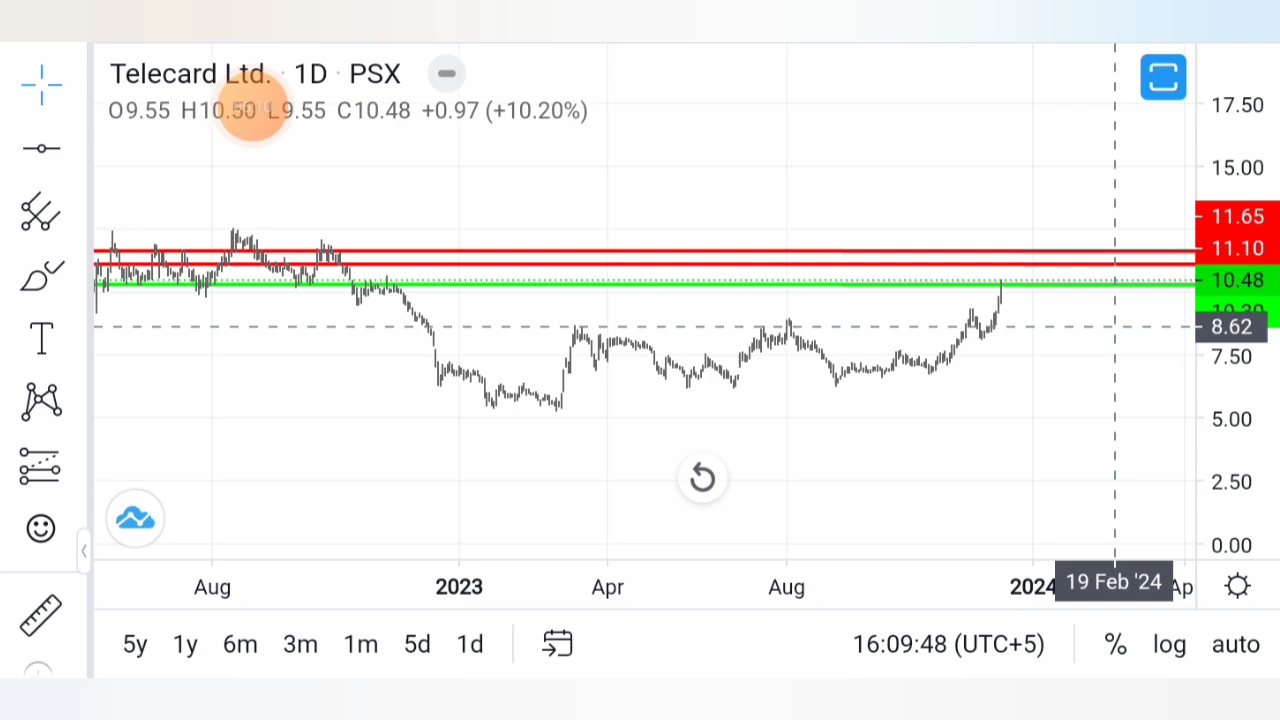 Telecard Ltd. · 1D · PSX
O9.55 H10.50 L9.55 C10.48 +0.97 (+10.20%)
17.50
15.00
11.65
11.10
10.48
8.62
7.50
5.00
2.50
0.00
Aug 2023 Apr Aug 2024 19 Feb '24 Ap
5y 1y 6m 3m 1m 5d 1d 16:09:48 (UTC+5) % log auto